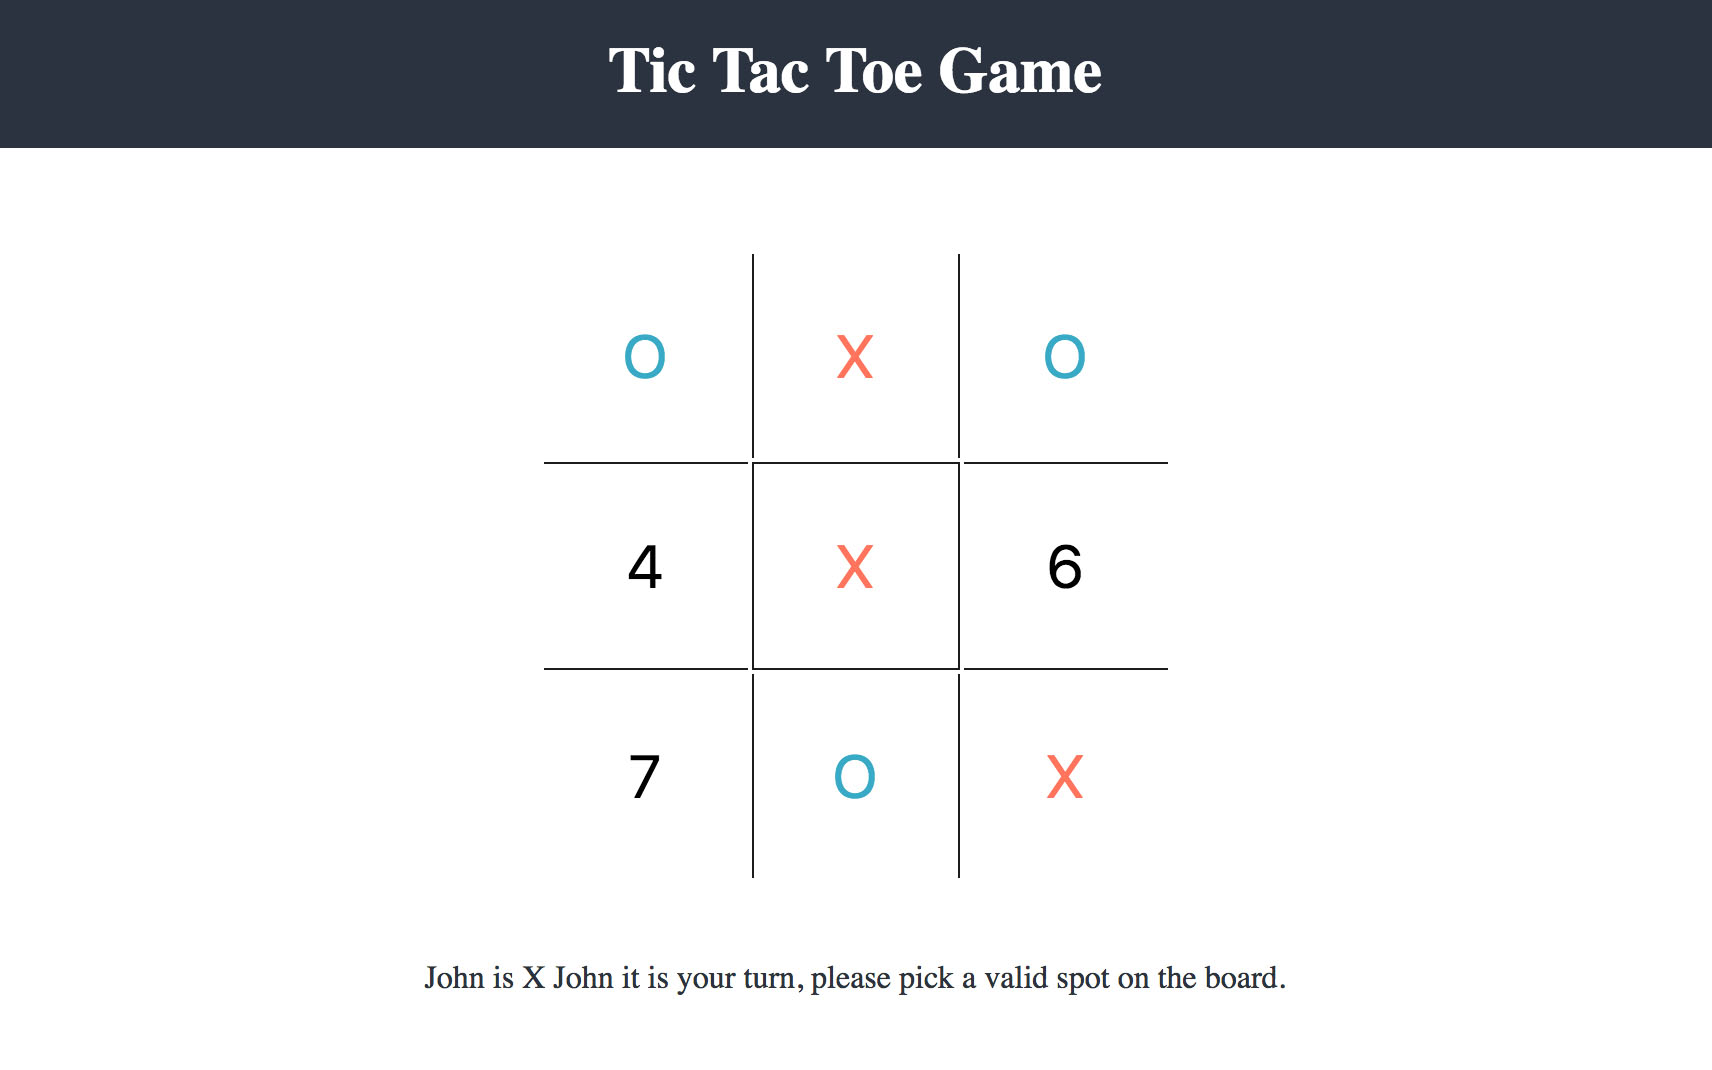 Tic Tac Toe Game
O X O
4 X 6
7 O X
John is X John it is your turn, please pick a valid spot on the board.